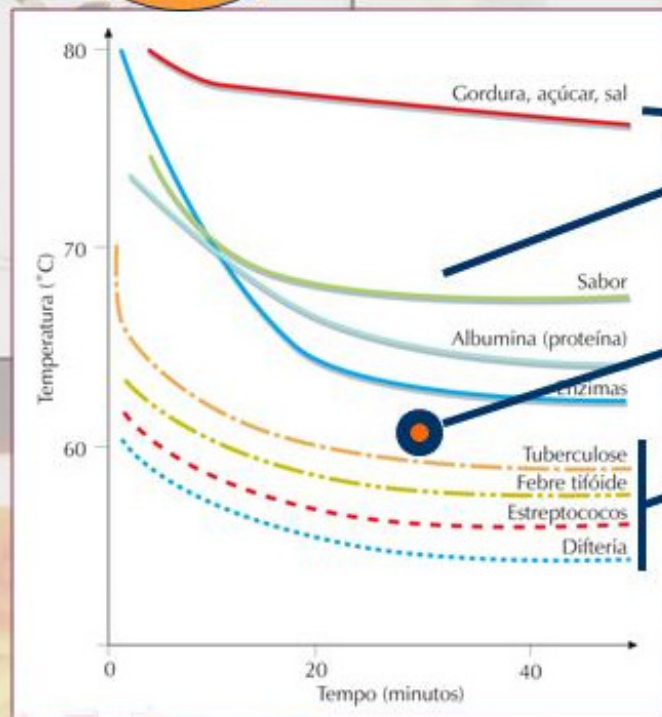 80
Gordura, açúcar, sal
70
Sabor
Temperatura (°C)
Albumina (proteína)
Enzimas
60
Tuberculose
Febre tifóide
Estreptococos
Difteria
0
20
40
Tempo (minutos)